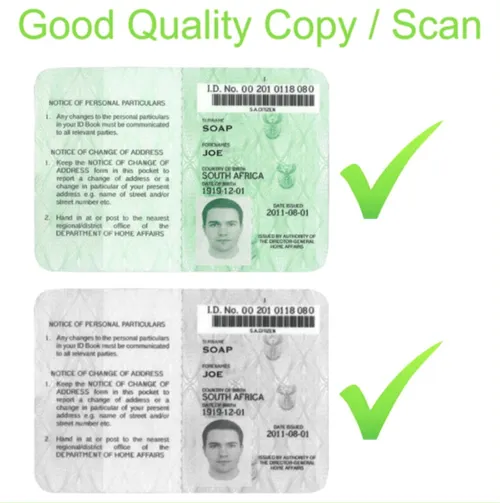 Good Quality Copy / Scan
I.D. No. 00 201 0118 080
S.A.CITIZEN
NOTICE OF PERSONAL PARTICULARS
1. Any changes to the personal particulars
in your ID Book must be communicated
to all relevant parties.
NOTICE OF CHANGE OF ADDRESS
1. Keep the NOTICE OF CHANGE OF
ADDRESS form in this pocket to
report a change of address or a
change in particular of your present
address e.g. name of street and/or
street number etc.
2. Hand in at or post to the nearest
regional/district office of the
DEPARTMENT OF HOME AFFAIRS
SURNAME
SOAP
FORENAMES
JOE
COUNTRY OF BIRTH
SOUTH AFRICA
DATE OF BIRTH
1919-12-01
DATE ISSUED
2011-08-01
ISSUED BY AUTHORITY OF
THE DIRECTOR-GENERAL
HOME AFFAIRS
I.D. No. 00 201 0118 080
S.A.CITIZEN
NOTICE OF PERSONAL PARTICULARS
1. Any changes to the personal particulars
in your ID Book must be communicated
to all relevant parties.
NOTICE OF CHANGE OF ADDRESS
1. Keep the NOTICE OF CHANGE OF
ADDRESS form in this pocket to
report a change of address or a
change in particular of your present
address e.g. name of street and/or
street number etc.
2. Hand in at or post to the nearest
regional/district office of the
DEPARTMENT OF HOME AFFAIRS
SURNAME
SOAP
FORENAMES
JOE
COUNTRY OF BIRTH
SOUTH AFRICA
DATE OF BIRTH
1919-12-01
DATE ISSUED
2011-08-01
ISSUED BY AUTHORITY OF
THE DIRECTOR-GENERAL
HOME AFFAIRS